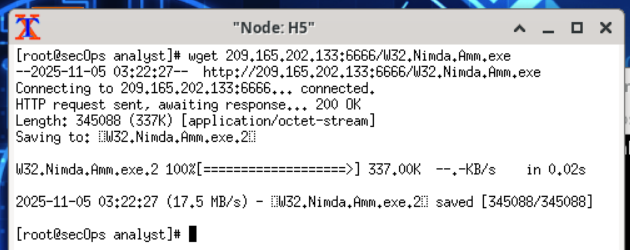 "Node: H5"
[root@secOps analyst]# wget 209.165.202.133:6666/W32.Nimda.Amm.exe
--2025-11-05 03:22:27--  http://209.165.202.133:6666/W32.Nimda.Amm.exe
Connecting to 209.165.202.133:6666... connected.
HTTP request sent, awaiting response... 200 OK
Length: 345088 (337K) [application/octet-stream]
Saving to: W32.Nimda.Amm.exe.2
W32.Nimda.Amm.exe.2 100%[===================>] 337.00K  --.-KB/s    in 0.02s
2025-11-05 03:22:27 (17.5 MB/s) - W32.Nimda.Amm.exe.2 saved [345088/345088]
[root@secOps analyst]#